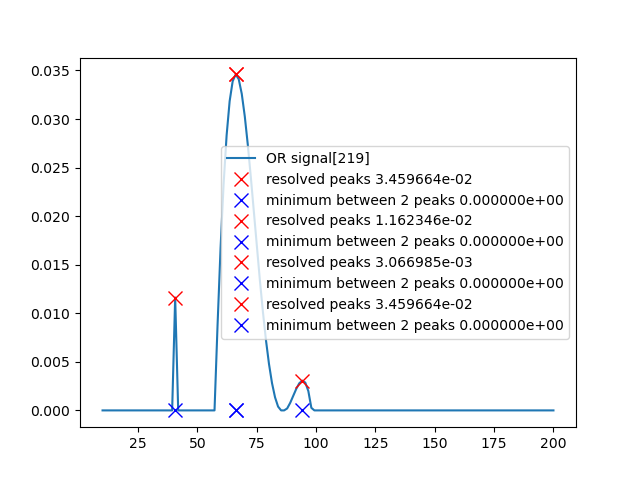 0.035
0.030
0.025
0.020
0.015
0.010
0.005
0.000
OR signal[219]
resolved peaks 3.459664e-02
minimum between 2 peaks 0.000000e+00
resolved peaks 1.162346e-02
minimum between 2 peaks 0.000000e+00
resolved peaks 3.066985e-03
minimum between 2 peaks 0.000000e+00
resolved peaks 3.459664e-02
minimum between 2 peaks 0.000000e+00
25 50 75 100 125 150 175 200